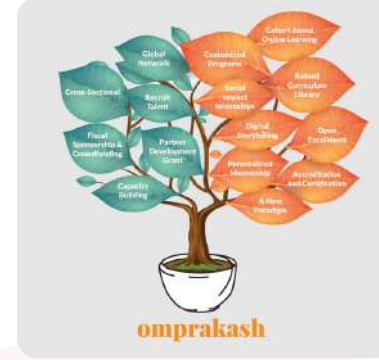 Cohort-based
Online Learning
Global
Network
Customized
Programs
Cross-Sectional
Recruit
Talent
Social
Impact
Internships
Robust
Curriculum
Library
Fiscal
Sponsorship &
Crowdfunding
Partner
Development
Grant
Digital
Storytelling
Open
Enrollment
Capacity
Building
Personalized
Mentorship
Accreditation
and Certification
A New
Paradigm
omprakash